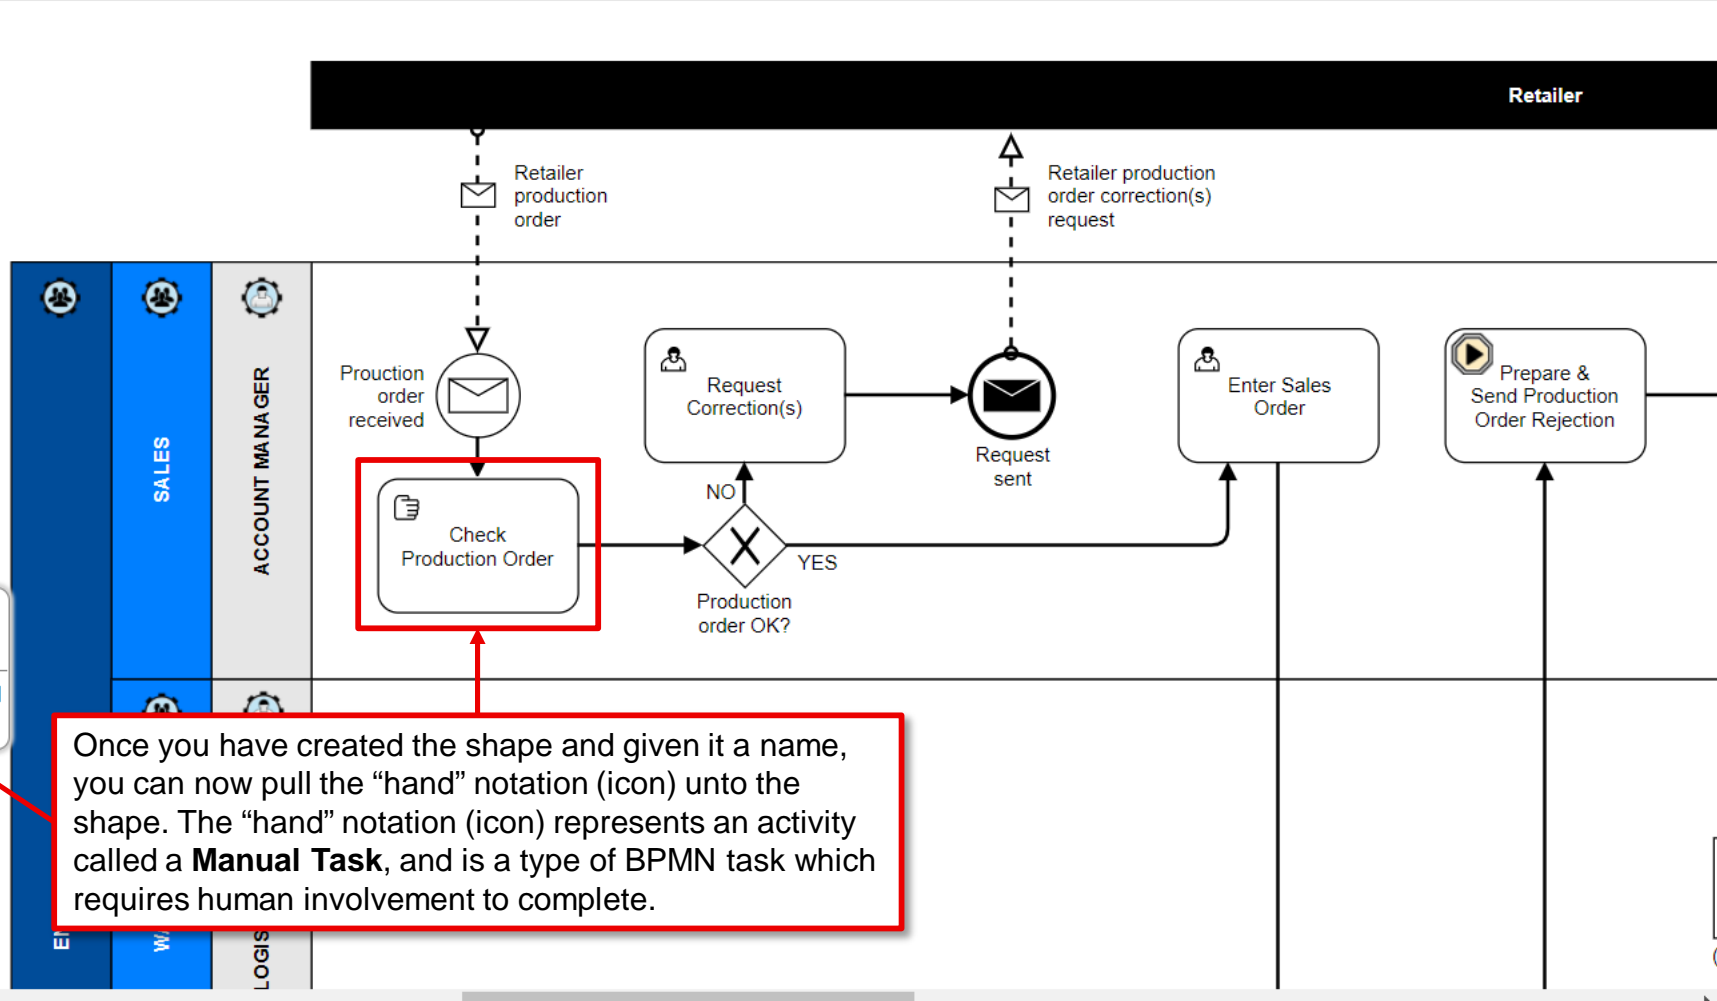 Retailer
Retailer
production
order
Retailer production
order correction(s)
request
SALES
ACCOUNT MANAGER
Prouction
order
received
Request
Correction(s)
Request
sent
Enter Sales
Order
Prepare &
Send Production
Order Rejection
NO
YES
Check
Production Order
Production
order OK?
Once you have created the shape and given it a name,
you can now pull the “hand” notation (icon) unto the
shape. The “hand” notation (icon) represents an activity
called a Manual Task, and is a type of BPMN task which
requires human involvement to complete.
LOGIS